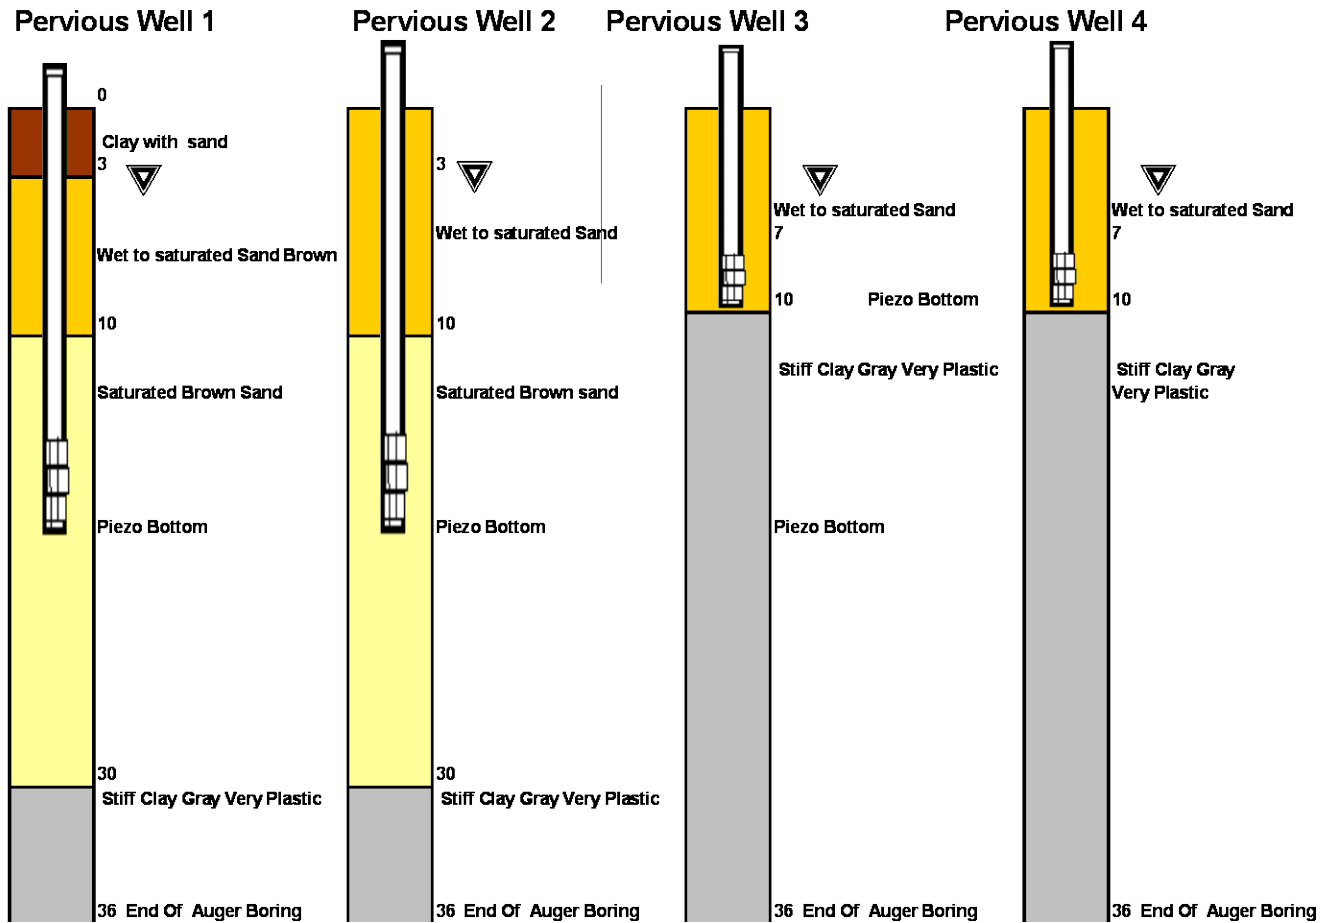 Pervious Well 1
Pervious Well 2
Pervious Well 3
Pervious Well 4
0
Clay with sand
3
Wet to saturated Sand Brown
10
Saturated Brown Sand
Piezo Bottom
30
Stiff Clay Gray Very Plastic
36 End Of Auger Boring
3
Wet to saturated Sand
10
Saturated Brown sand
Piezo Bottom
30
Stiff Clay Gray Very Plastic
36 End Of Auger Boring
Wet to saturated Sand
7
10
Piezo Bottom
Stiff Clay Gray Very Plastic
Piezo Bottom
36 End Of Auger Boring
Wet to saturated Sand
7
10
Stiff Clay Gray
Very Plastic
36 End Of Auger Boring